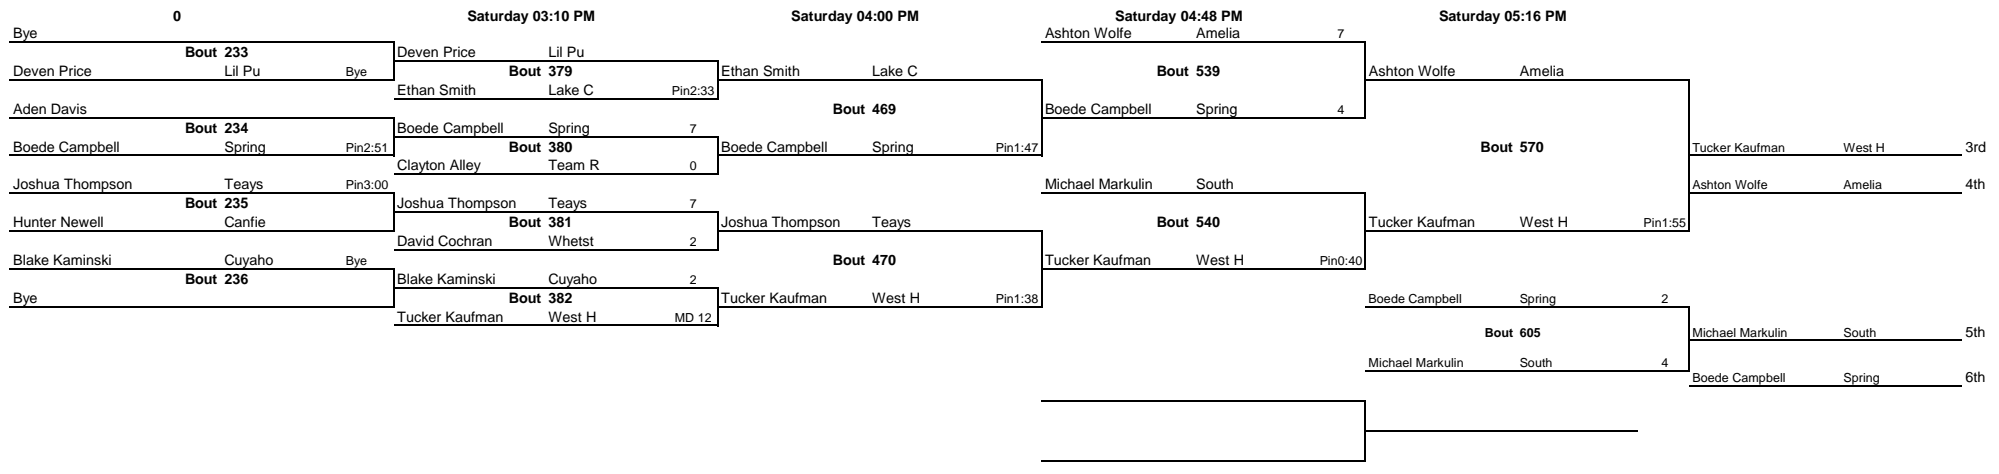 0 Saturday 03:10 PM Saturday 04:00 PM Saturday 04:48 PM Saturday 05:16 PM
Bye Ashton Wolfe Amelia 7
Bout 233 Deven Price Lil Pu
Deven Price Lil Pu Bye Bout 379 Ethan Smith Lake C Bout 539 Ashton Wolfe Amelia
Ethan Smith Lake C Pin2:33
Aden Davis Bout 469 Boede Campbell Spring 4
Bout 234 Boede Campbell Spring 7
Boede Campbell Spring Pin2:51 Bout 380 Boede Campbell Spring Pin1:47 Bout 570 Tucker Kaufman West H 3rd
Clayton Alley Team R 0
Joshua Thompson Teays Pin3:00 Michael Markulin South Ashton Wolfe Amelia 4th
Bout 235 Joshua Thompson Teays 7
Hunter Newell Canfie Bout 381 Joshua Thompson Teays Bout 540 Tucker Kaufman West H Pin1:55
David Cochran Whetst 2
Blake Kaminski Cuyaho Bye Bout 470 Tucker Kaufman West H Pin0:40
Bout 236 Blake Kaminski Cuyaho 2
Bye Bout 382 Tucker Kaufman West H Pin1:38 Boede Campbell Spring 2
Tucker Kaufman West H MD 12
Bout 605 Michael Markulin South 5th
Michael Markulin South 4
Boede Campbell Spring 6th